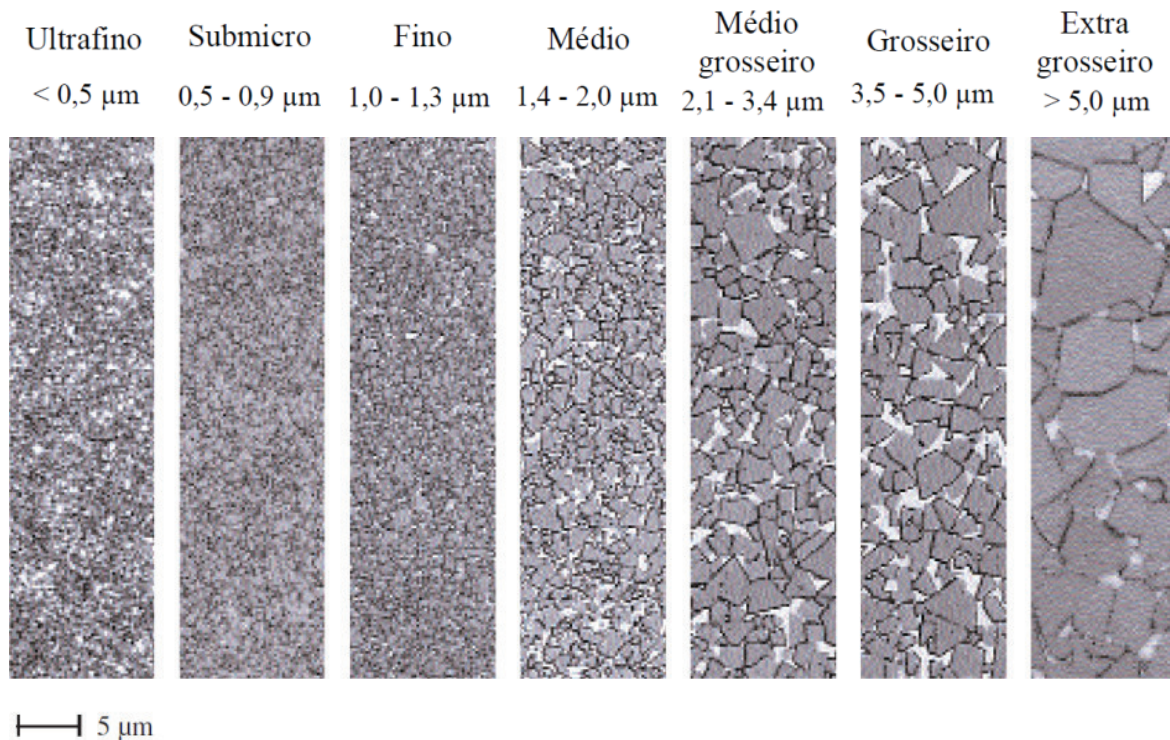 Ultrafino
< 0,5 µm
Submicro
0,5 - 0,9 µm
Fino
1,0 - 1,3 µm
Médio
1,4 - 2,0 µm
Médio
grosseiro
2,1 - 3,4 µm
Grosseiro
3,5 - 5,0 µm
Extra
grosseiro
> 5,0 µm
5 µm